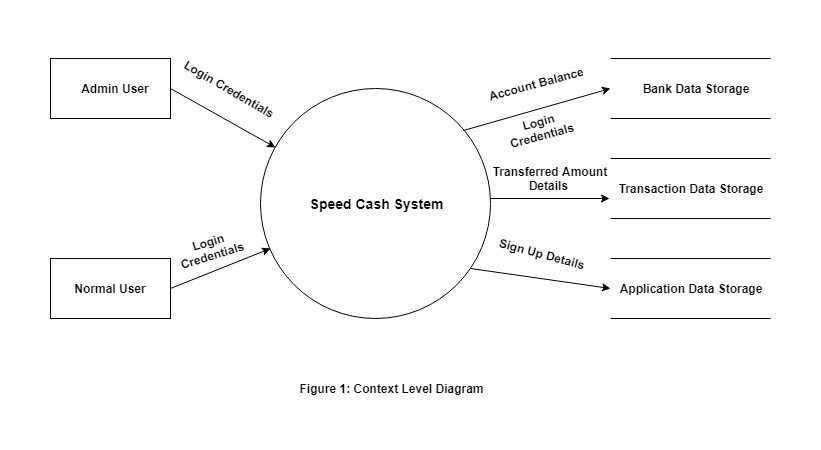 Admin User
Login Credentials
Account Balance
Bank Data Storage
Login
Credentials
Transferred Amount
Details
Transaction Data Storage
Speed Cash System
Login
Credentials
Sign Up Details
Normal User
Application Data Storage
Figure 1: Context Level Diagram